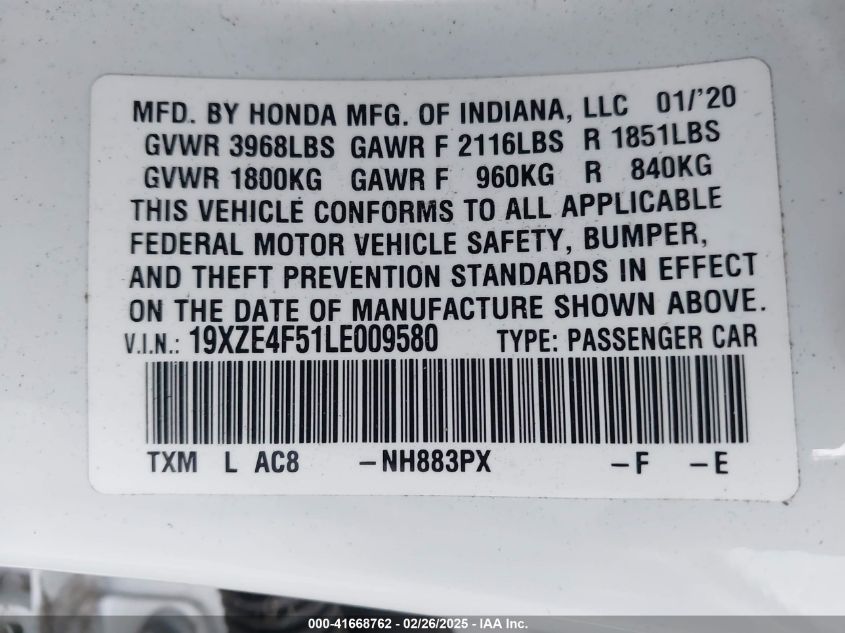 MFD. BY HONDA MFG. OF INDIANA, LLC 01/'20
GVWR 3968LBS GAWR F 2116LBS R 1851LBS
GVWR 1800KG GAWR F 960KG R 840KG
THIS VEHICLE CONFORMS TO ALL APPLICABLE
FEDERAL MOTOR VEHICLE SAFETY, BUMPER,
AND THEFT PREVENTION STANDARDS IN EFFECT
ON THE DATE OF MANUFACTURE SHOWN ABOVE.
V.I.N.: 19XZE4F51LE009580 TYPE: PASSENGER CAR
TXM L AC8 –NH883PX –F –E
000-41668762 - 02/26/2025 - IAA Inc.